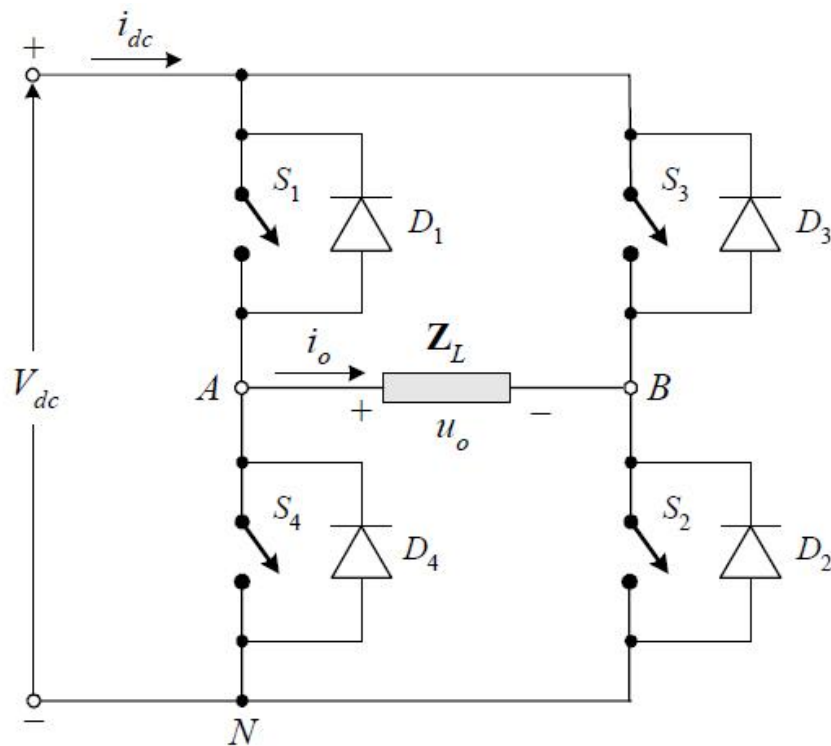 i_dc
+
S_1
D_1
S_3
D_3
V_dc
i_o
Z_L
A
B
+
u_o
−
S_4
D_4
S_2
D_2
−
N